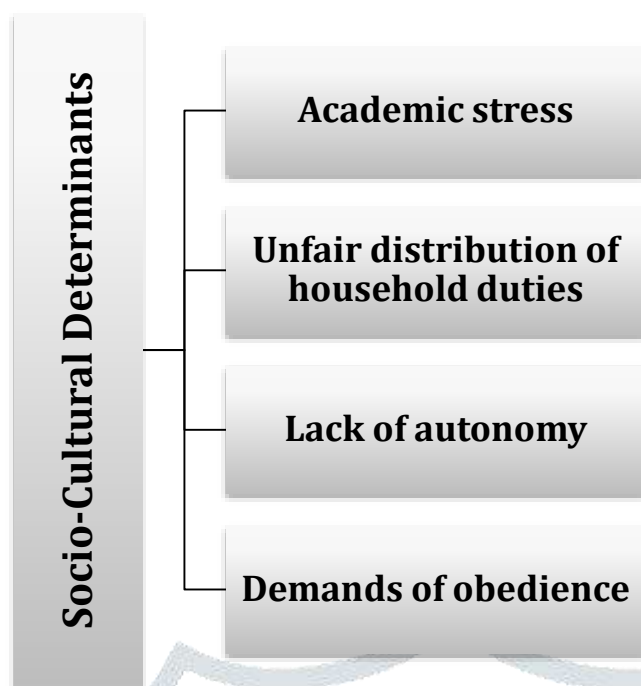 Socio-Cultural Determinants
Academic stress
Unfair distribution of
household duties
Lack of autonomy
Demands of obedience